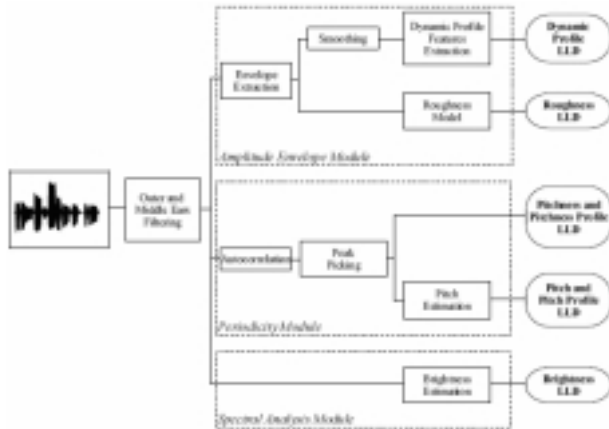 Smoothing
Dynamic Profile
Features
Extraction
Dynamic
Profile
LLD
Envelope
Extraction
Roughness
Model
Roughness
LLD
Amplitude Envelope Module
Outer and
Middle Ear
Filtering
Pitchness and
Pitchness Profile
LLD
Autocorrelation
Peak
Picking
Pitch
Estimation
Pitch and
Pitch Profile
LLD
Periodicity Module
Brightness
Estimation
Brightness
LLD
Spectral Analysis Module